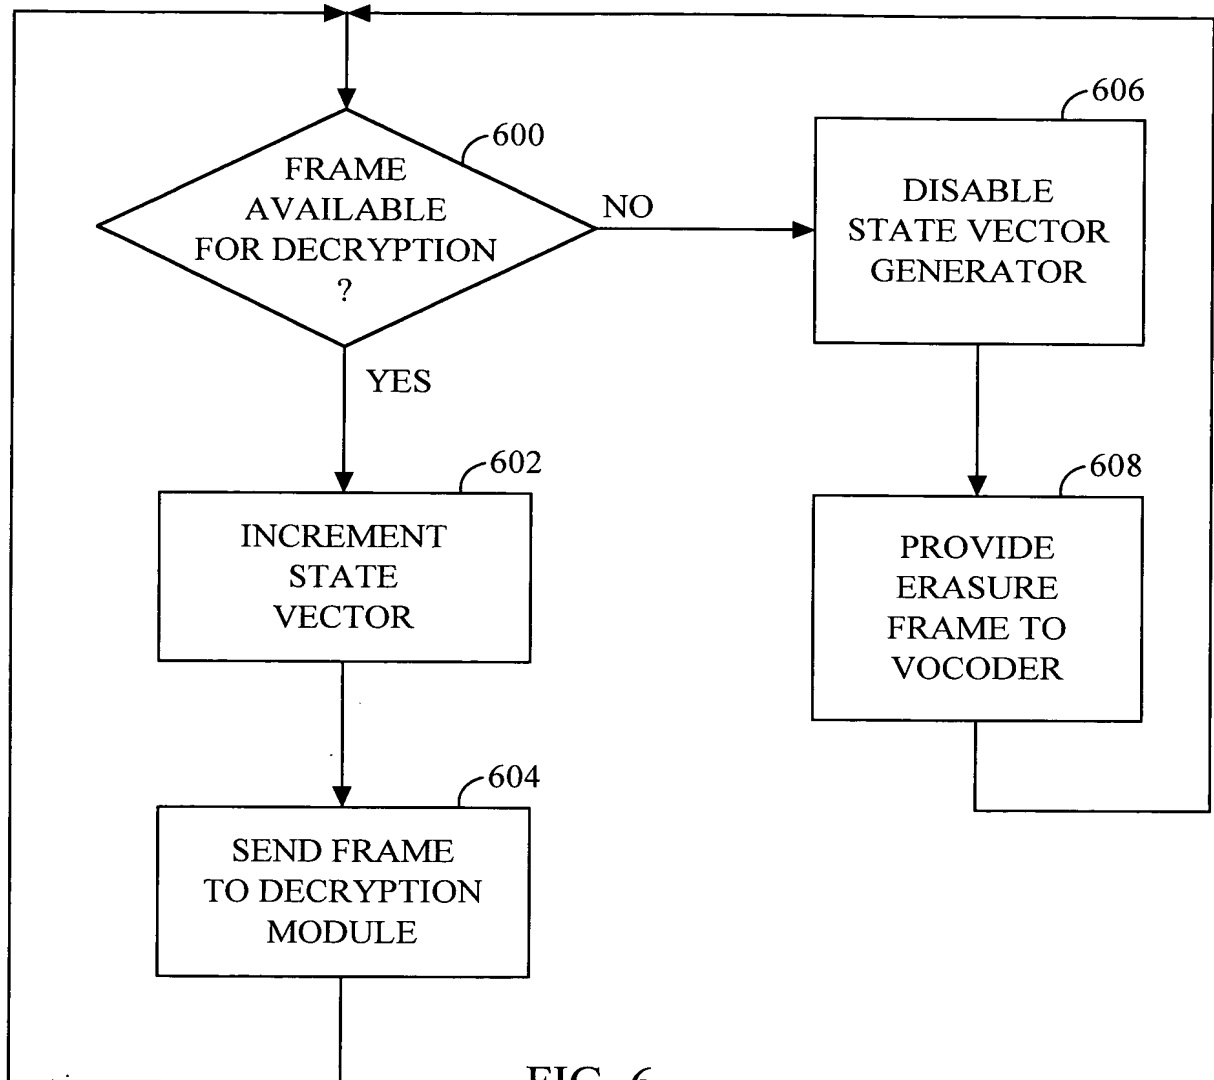 600
FRAME
AVAILABLE
FOR DECRYPTION
?
NO
YES
606
DISABLE
STATE VECTOR
GENERATOR
602
INCREMENT
STATE
VECTOR
608
PROVIDE
ERASURE
FRAME TO
VOCODER
604
SEND FRAME
TO DECRYPTION
MODULE
FIG. 6